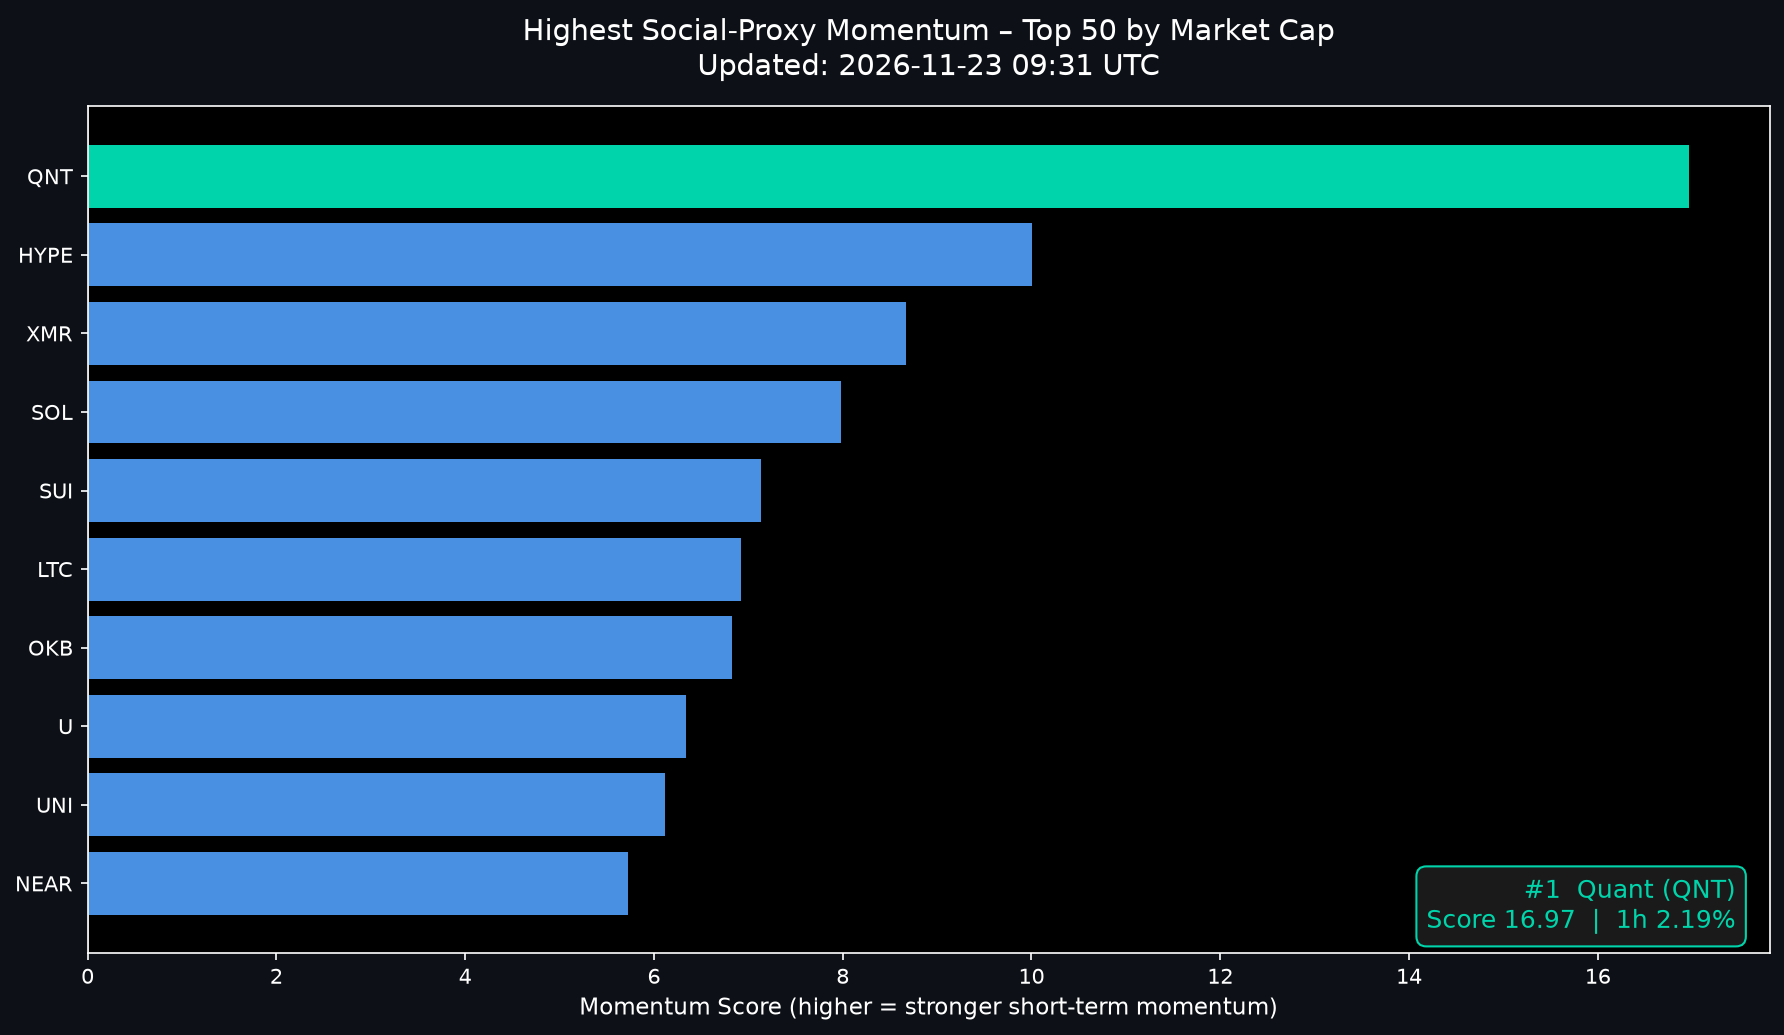 Highest Social-Proxy Momentum – Top 50 by Market Cap
Updated: 2026-11-23 09:31 UTC
QNT
HYPE
XMR
SOL
SUI
LTC
OKB
U
UNI
NEAR
#1  Quant (QNT)
Score 16.97  |  1h 2.19%
0 2 4 6 8 10 12 14 16
Momentum Score (higher = stronger short-term momentum)